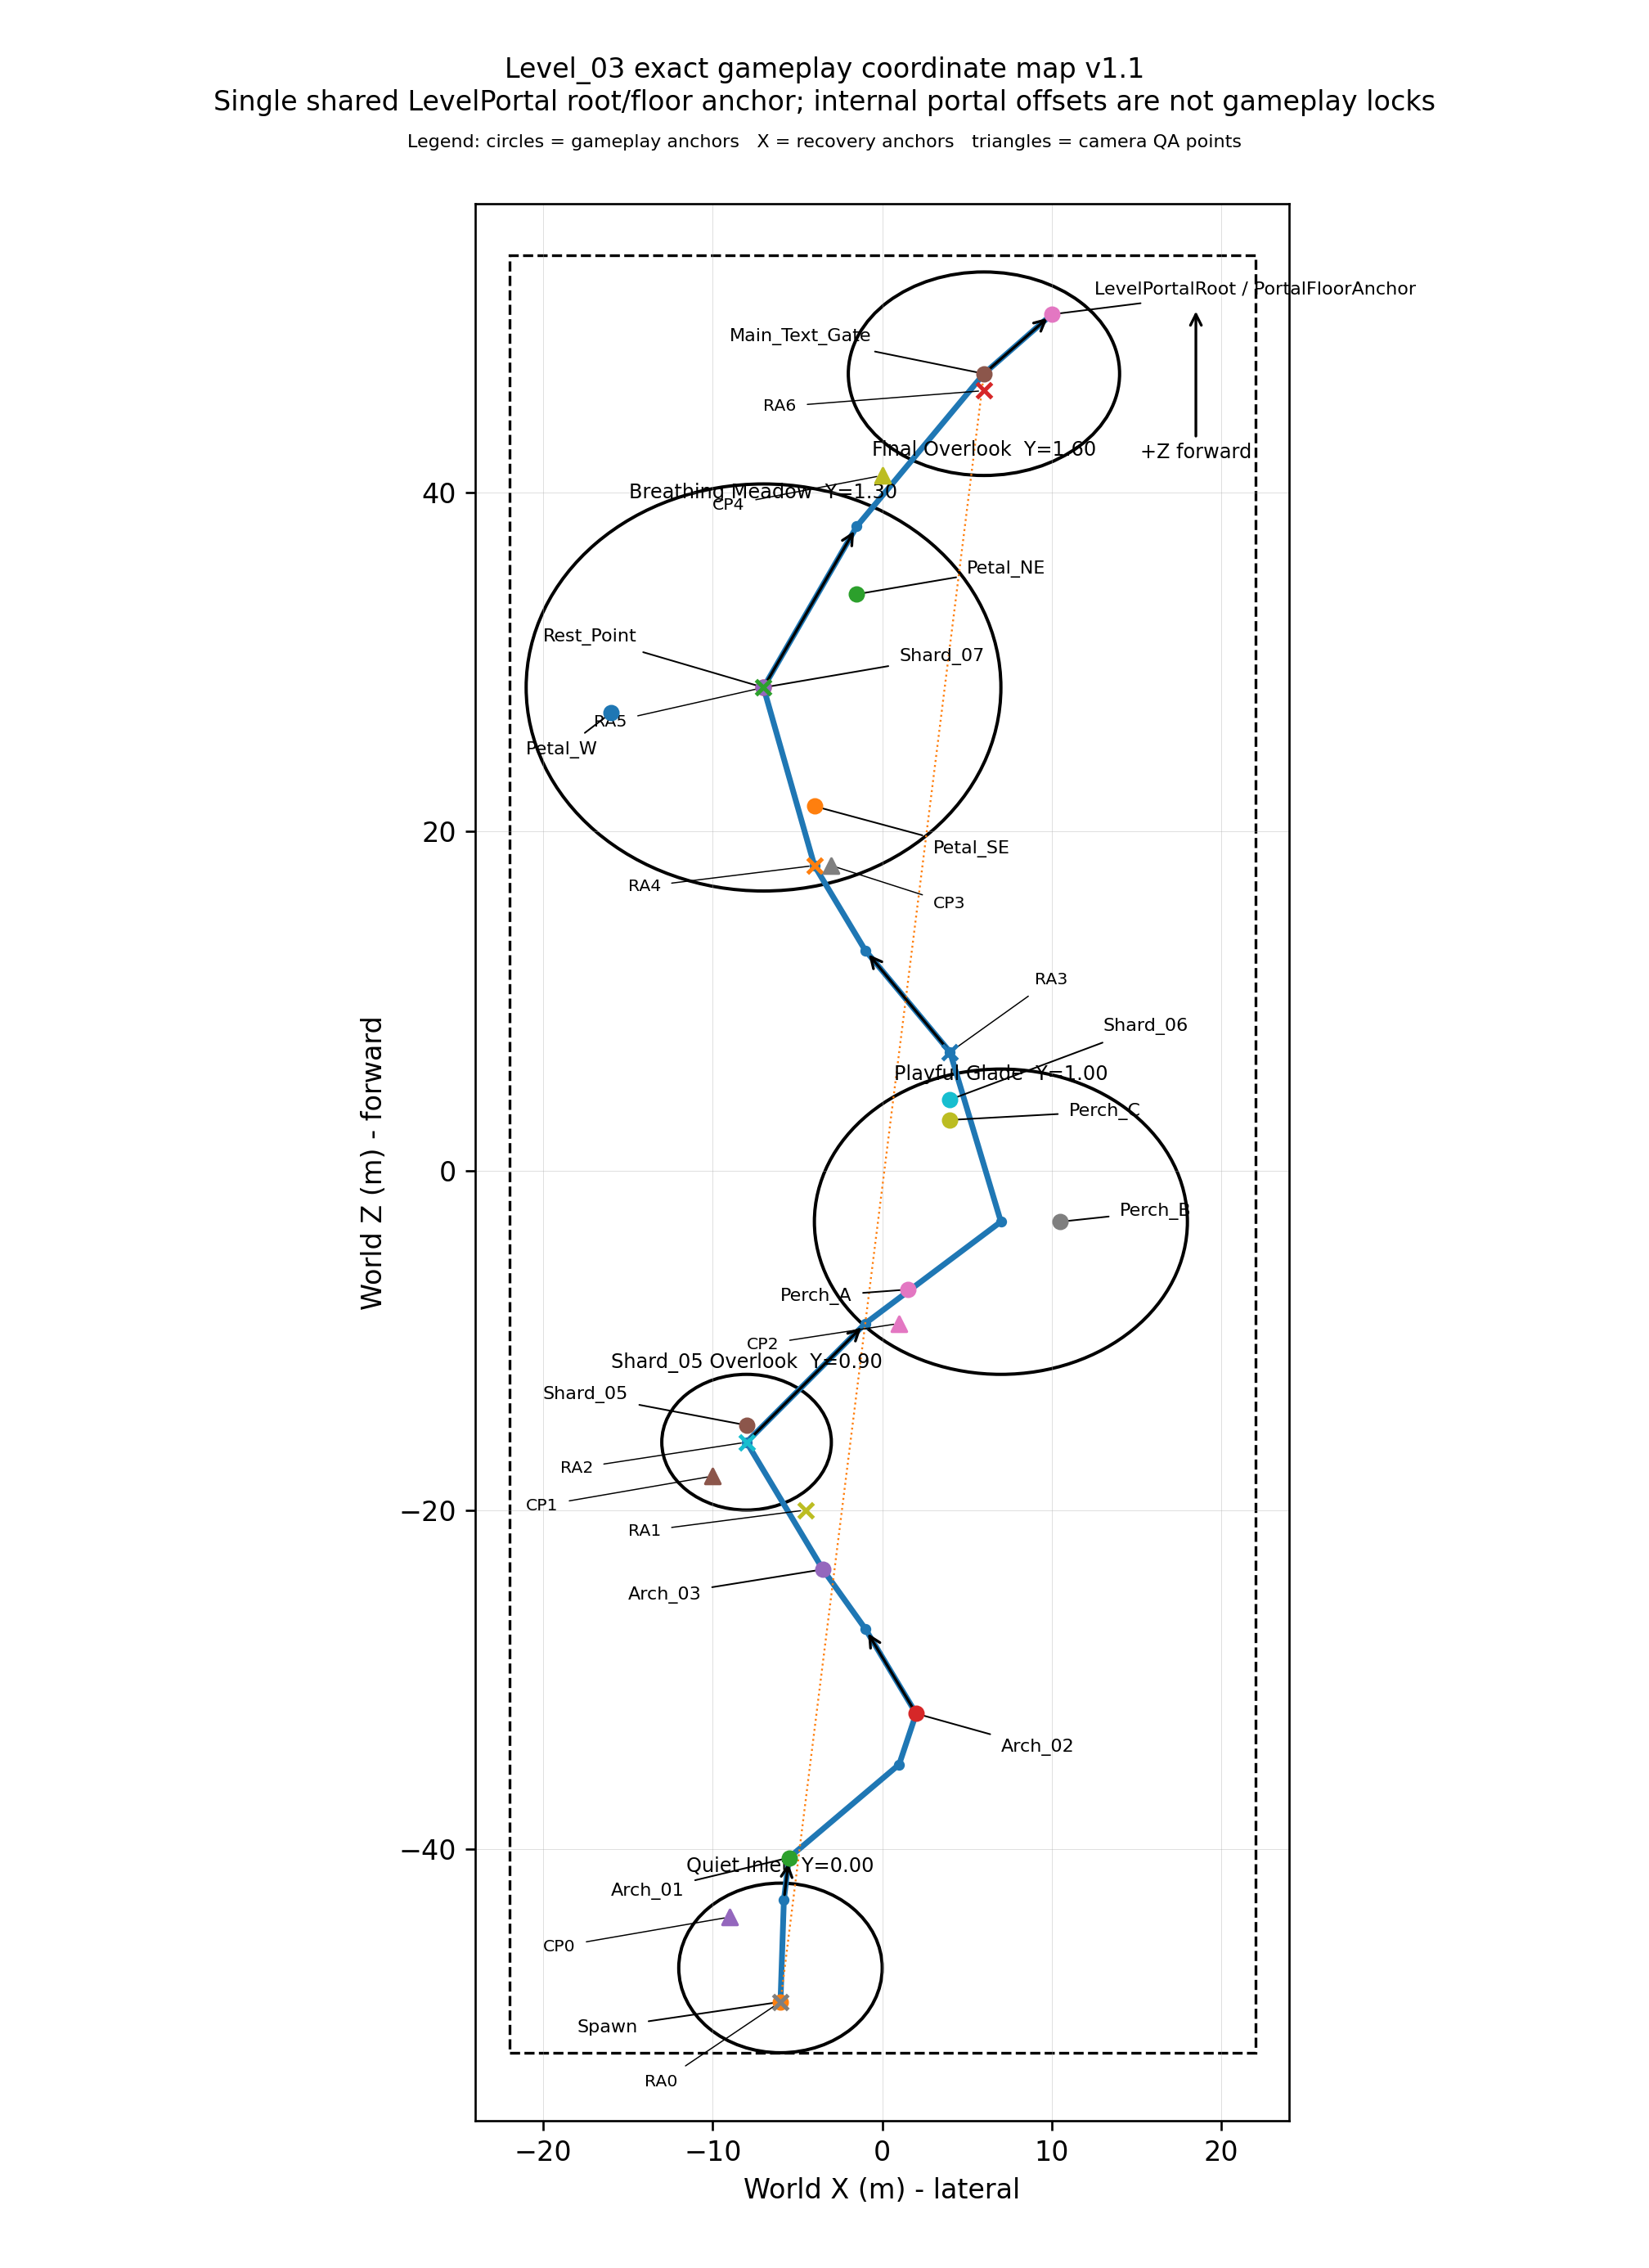 Level_03 exact gameplay coordinate map v1.1
Single shared LevelPortal root/floor anchor; internal portal offsets are not gameplay locks
Legend: circles = gameplay anchors   X = recovery anchors   triangles = camera QA points
LevelPortalRoot / PortalFloorAnchor
Main_Text_Gate
RA6
Final Overlook  Y=1.60
+Z forward
Breathing Meadow  Y=1.30
CP4
40
Petal_NE
Rest_Point
Shard_07
RA5
Petal_W
20
Petal_SE
RA4
CP3
RA3
Shard_06
Playful Glade  Y=1.00
Perch_C
0
Perch_B
Perch_A
CP2
Shard_05 Overlook  Y=0.90
Shard_05
RA2
CP1
−20
RA1
Arch_03
Arch_02
−40
Quiet Inlet  Y=0.00
Arch_01
CP0
Spawn
RA0
World Z (m) - forward
−20
−10
0
10
20
World X (m) - lateral